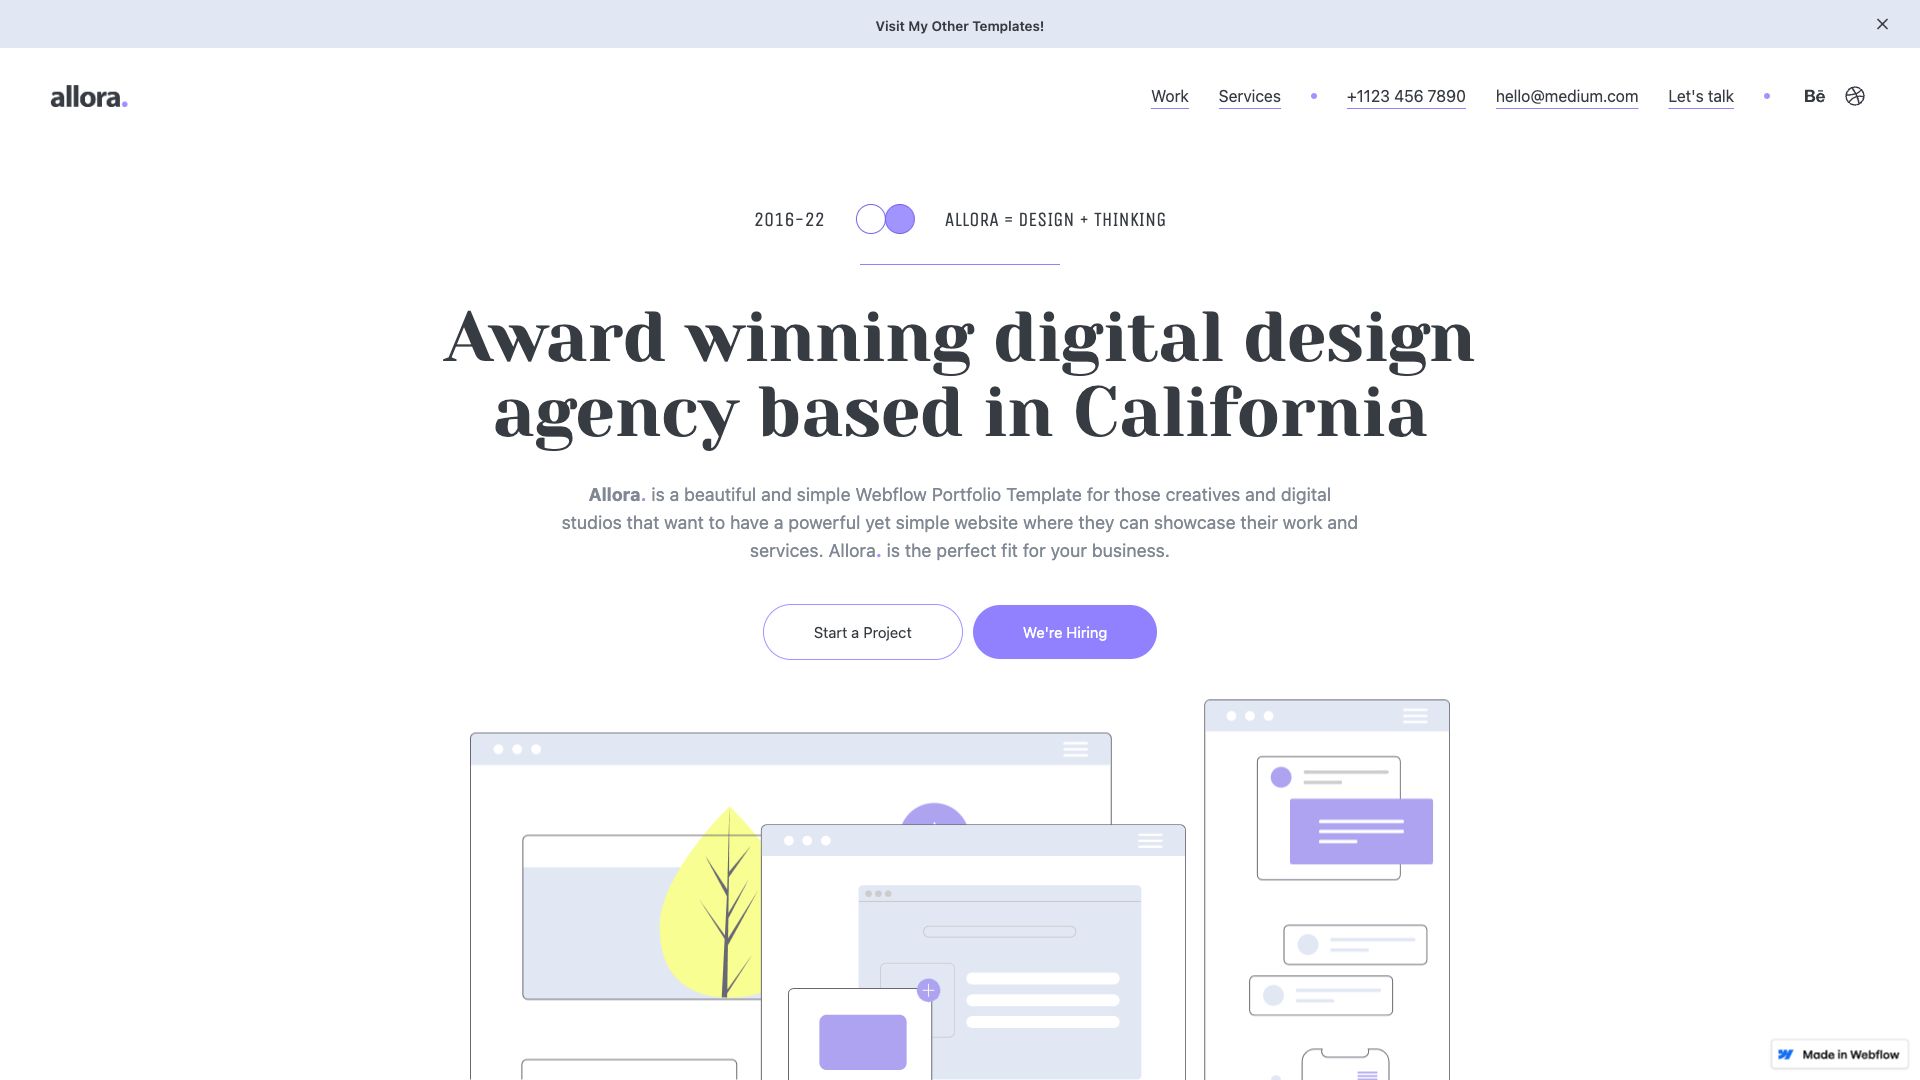 Visit My Other Templates!
allora.
Work Services +1123 456 7890 hello@medium.com Let's talk Bē
2016-22 ALLORA = DESIGN + THINKING
Award winning digital design
agency based in California
Allora. is a beautiful and simple Webflow Portfolio Template for those creatives and digital
studios that want to have a powerful yet simple website where they can showcase their work and
services. Allora. is the perfect fit for your business.
Start a Project We're Hiring
Made in Webflow